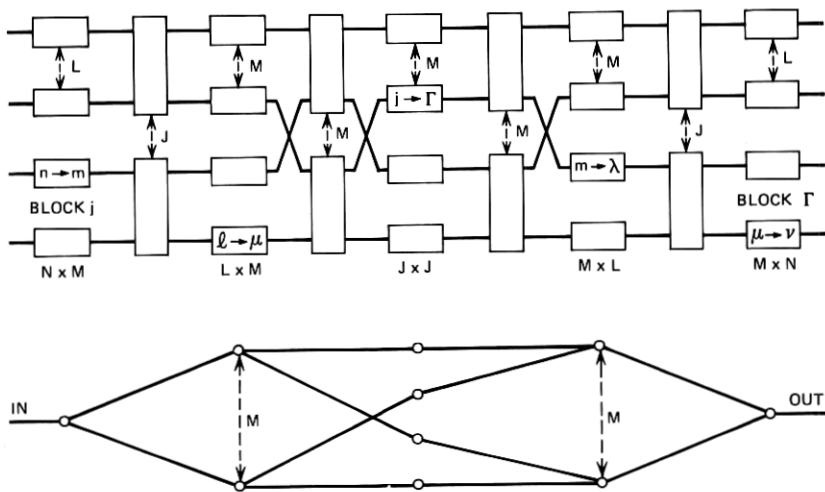 L M M M L
J M M J
j → Γ
n → m m → λ
BLOCK j BLOCK Γ
ℓ → μ μ → ν
N x M L x M J x J M x L M x N
IN M M OUT